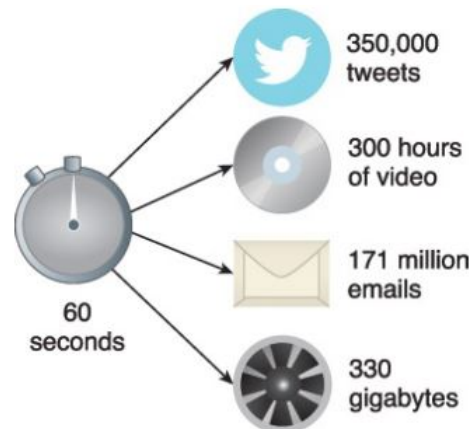 350,000
tweets
300 hours
of video
171 million
emails
60
seconds
330
gigabytes